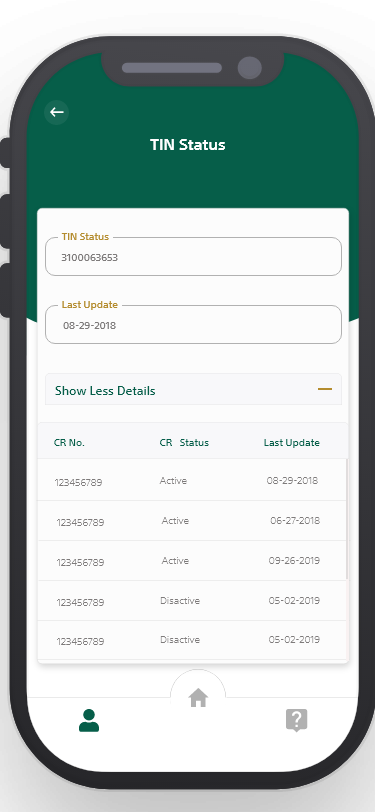 TIN Status
TIN Status
3100063653
Last Update
08-29-2018
Show Less Details
CR No. CR Status Last Update
123456789 Active 08-29-2018
123456789 Active 06-27-2018
123456789 Active 09-26-2019
123456789 Disactive 05-02-2019
123456789 Disactive 05-02-2019